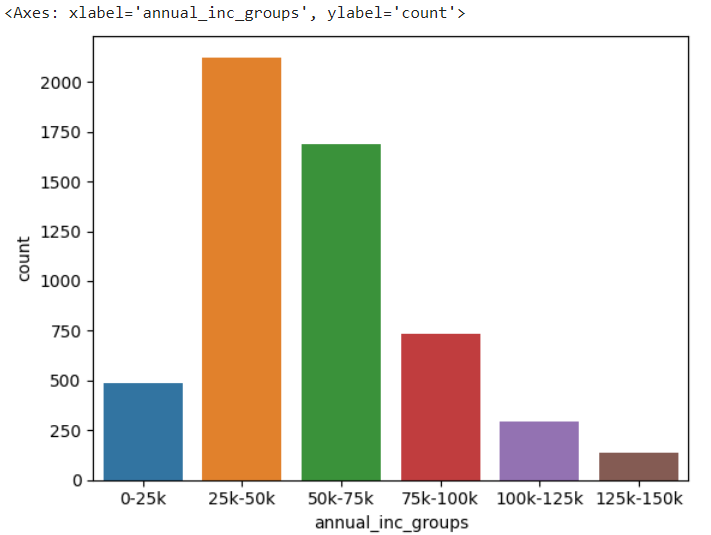 <Axes: xlabel='annual_inc_groups', ylabel='count'>
2000
1750
1500
1250
1000
750
500
250
0
count
0-25k 25k-50k 50k-75k 75k-100k 100k-125k 125k-150k
annual_inc_groups